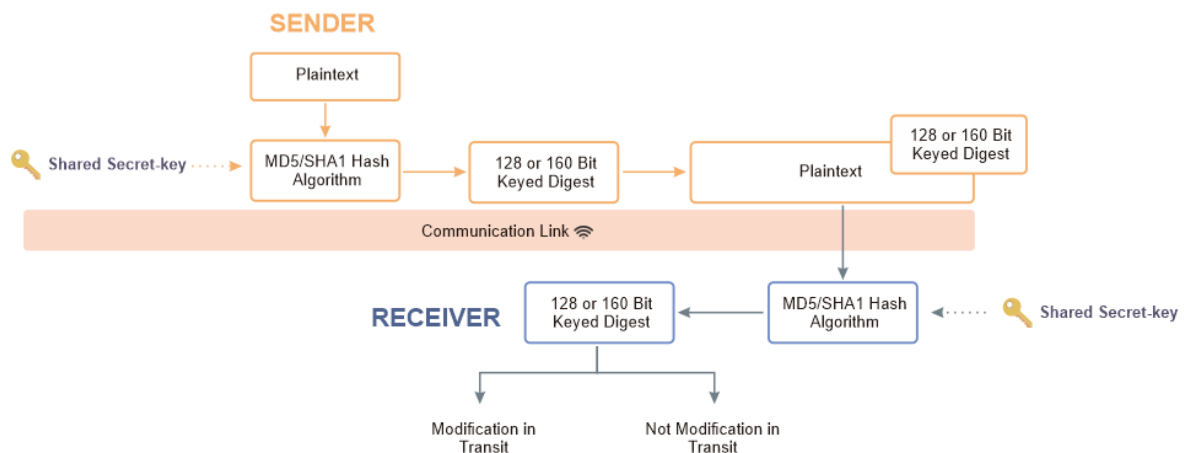 SENDER
Plaintext
Shared Secret-key
MD5/SHA1 Hash
Algorithm
128 or 160 Bit
Keyed Digest
Plaintext
128 or 160 Bit
Keyed Digest
Communication Link
RECEIVER
128 or 160 Bit
Keyed Digest
MD5/SHA1 Hash
Algorithm
Shared Secret-key
Modification in
Transit
Not Modification in
Transit